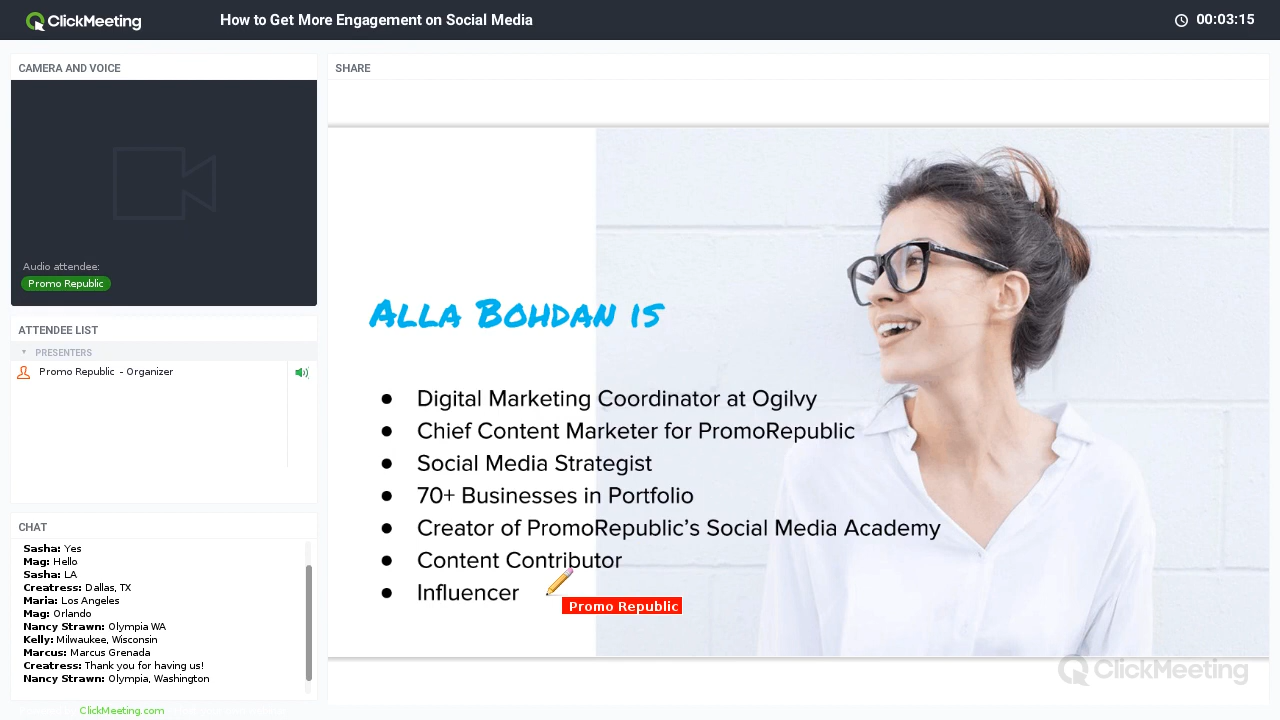 ClickMeeting
How to Get More Engagement on Social Media
00:03:15
CAMERA AND VOICE
Audio attendee:
Promo Republic
ATTENDEE LIST
PRESENTERS
Promo Republic - Organizer
CHAT
Sasha: Yes
Mag: Hello
Sasha: LA
Creatress: Dallas, TX
Maria: Los Angeles
Mag: Orlando
Nancy Strawn: Olympia WA
Kelly: Milwaukee, Wisconsin
Marcus: Marcus Grenada
Creatress: Thank you for having us!
Nancy Strawn: Olympia, Washington
ClickMeeting.com
SHARE
ALLA BOHDAN IS
● Digital Marketing Coordinator at Ogilvy
● Chief Content Marketer for PromoRepublic
● Social Media Strategist
● 70+ Businesses in Portfolio
● Creator of PromoRepublic's Social Media Academy
● Content Contributor
● Influencer
Promo Republic
ClickMeeting